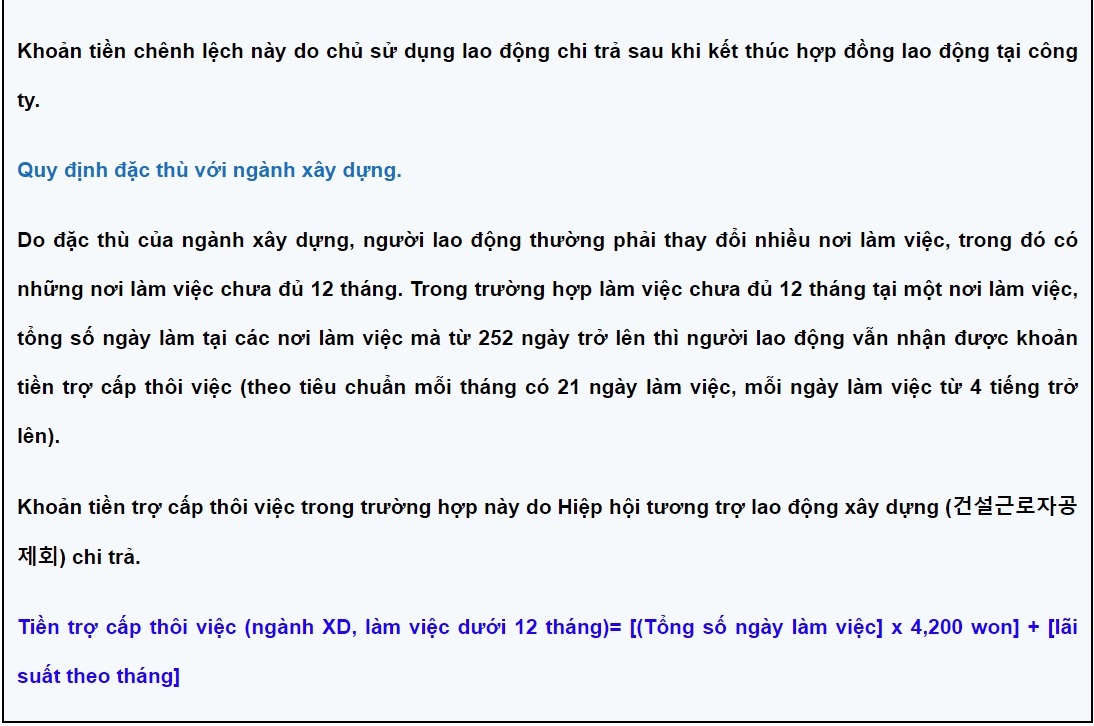 Khoản tiền chênh lệch này do chủ sử dụng lao động chi trả sau khi kết thúc hợp đồng lao động tại công
ty.
Quy định đặc thù với ngành xây dựng.
Do đặc thù của ngành xây dựng, người lao động thường phải thay đổi nhiều nơi làm việc, trong đó có
những nơi làm việc chưa đủ 12 tháng. Trong trường hợp làm việc chưa đủ 12 tháng tại một nơi làm việc,
tổng số ngày làm tại các nơi làm việc mà từ 252 ngày trở lên thì người lao động vẫn nhận được khoản
tiền trợ cấp thôi việc (theo tiêu chuẩn mỗi tháng có 21 ngày làm việc, mỗi ngày làm việc từ 4 tiếng trở
lên).
Khoản tiền trợ cấp thôi việc trong trường hợp này do Hiệp hội tương trợ lao động xây dựng (건설근로자공
제회) chi trả.
Tiền trợ cấp thôi việc (ngành XD, làm việc dưới 12 tháng)= [(Tổng số ngày làm việc] x 4,200 won] + [lãi
suất theo tháng]